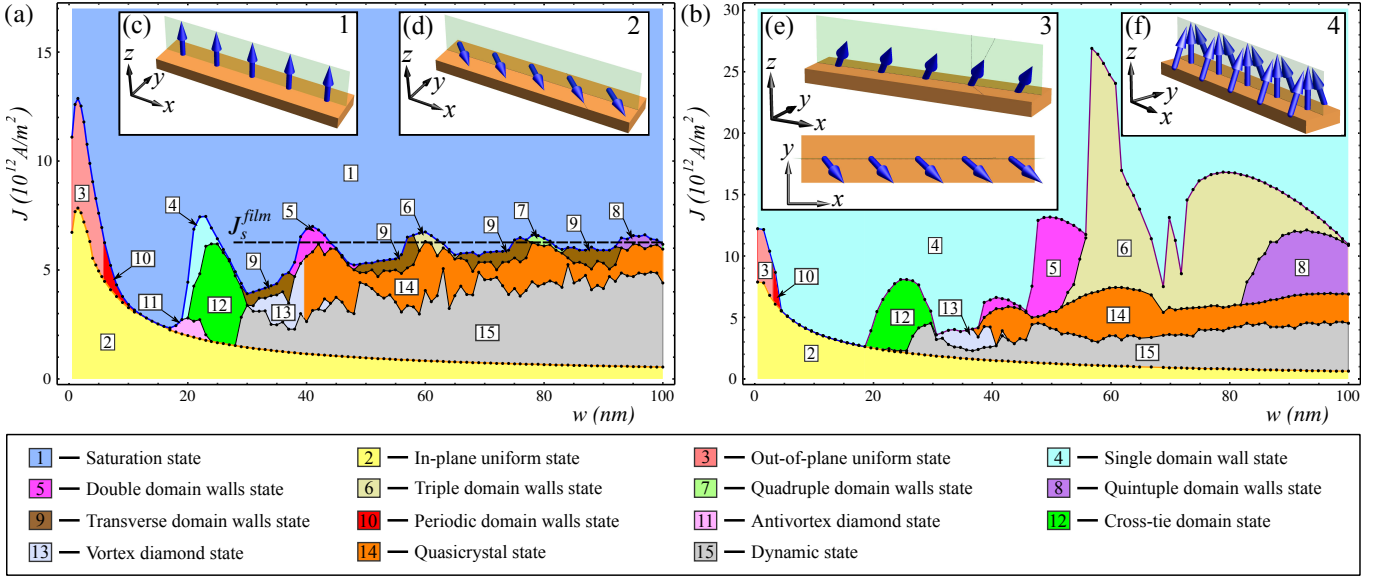 (a)
J (10^12 A/m^2)
15
10
5
0
0 20 40 60 80 100
w (nm)
(c) 1
z y x
(d) 2
z y x
1
3
4
J_s^film
5
6
7
8
9
9
9
9
10
11
12
13
14
15
2
(b)
J (10^12 A/m^2)
30
25
20
15
10
5
0
0 20 40 60 80 100
w (nm)
(e) 3
z y x
y x
(f) 4
z y x
3
10
4
5
6
8
12
13
14
15
2
1 — Saturation state
2 — In-plane uniform state
3 — Out-of-plane uniform state
4 — Single domain wall state
5 — Double domain walls state
6 — Triple domain walls state
7 — Quadruple domain walls state
8 — Quintuple domain walls state
9 — Transverse domain walls state
10 — Periodic domain walls state
11 — Antivortex diamond state
12 — Cross-tie domain state
13 — Vortex diamond state
14 — Quasicrystal state
15 — Dynamic state